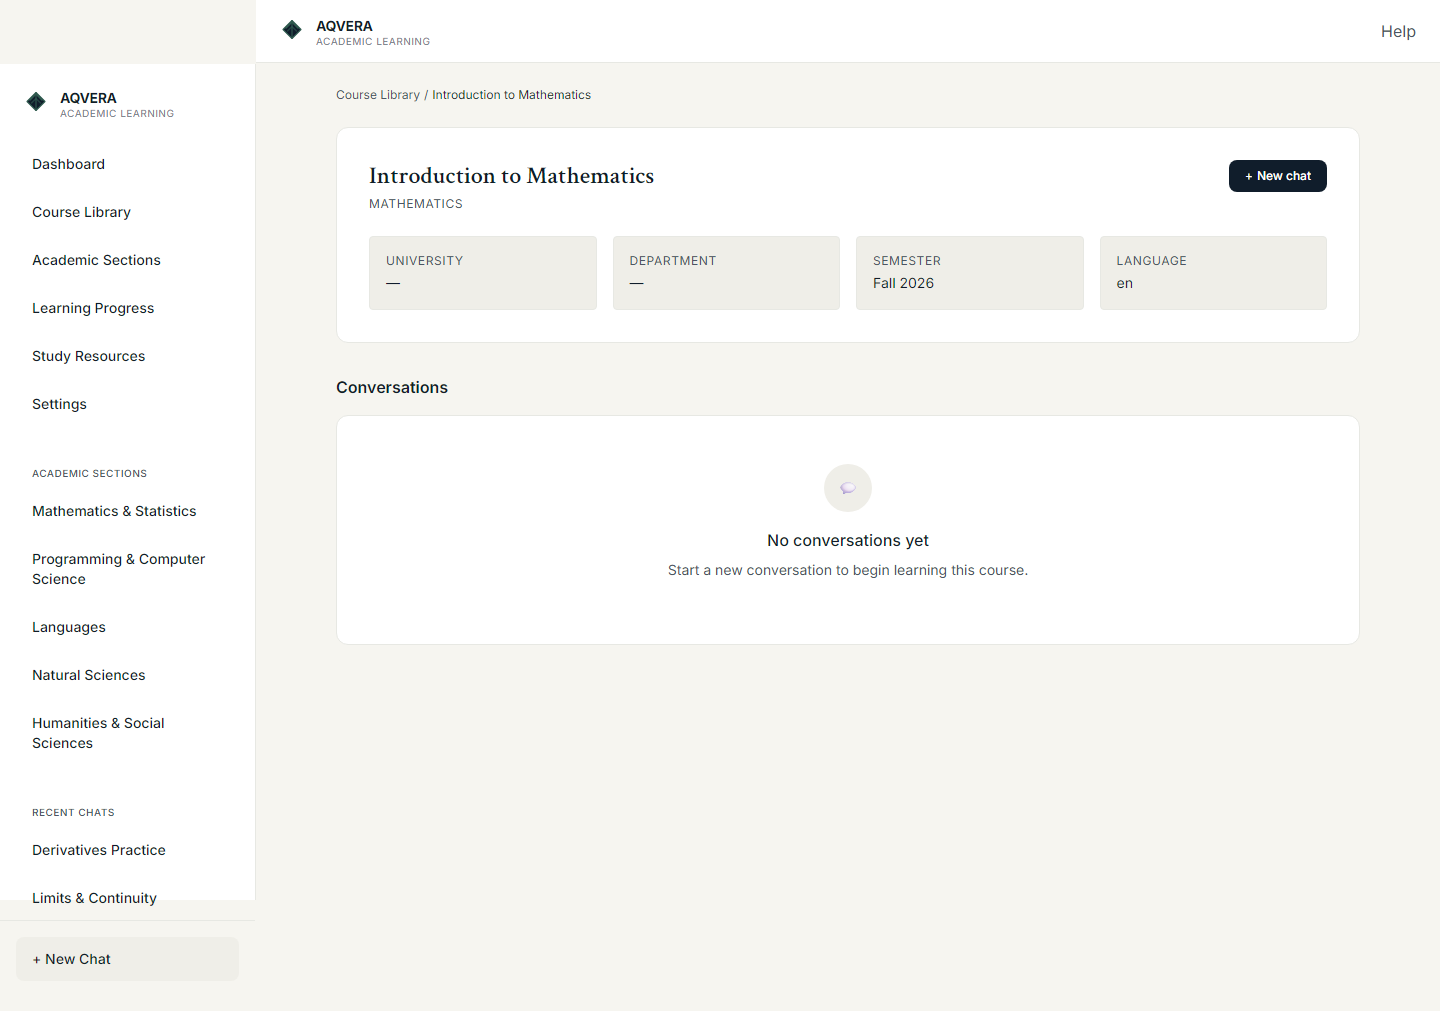 AQVERA
ACADEMIC LEARNING
Help
AQVERA
ACADEMIC LEARNING
Dashboard
Course Library
Academic Sections
Learning Progress
Study Resources
Settings
ACADEMIC SECTIONS
Mathematics & Statistics
Programming & Computer
Science
Languages
Natural Sciences
Humanities & Social
Sciences
RECENT CHATS
Derivatives Practice
Limits & Continuity
+ New Chat
Course Library / Introduction to Mathematics
Introduction to Mathematics
MATHEMATICS
+ New chat
UNIVERSITY
—
DEPARTMENT
—
SEMESTER
Fall 2026
LANGUAGE
en
Conversations
No conversations yet
Start a new conversation to begin learning this course.